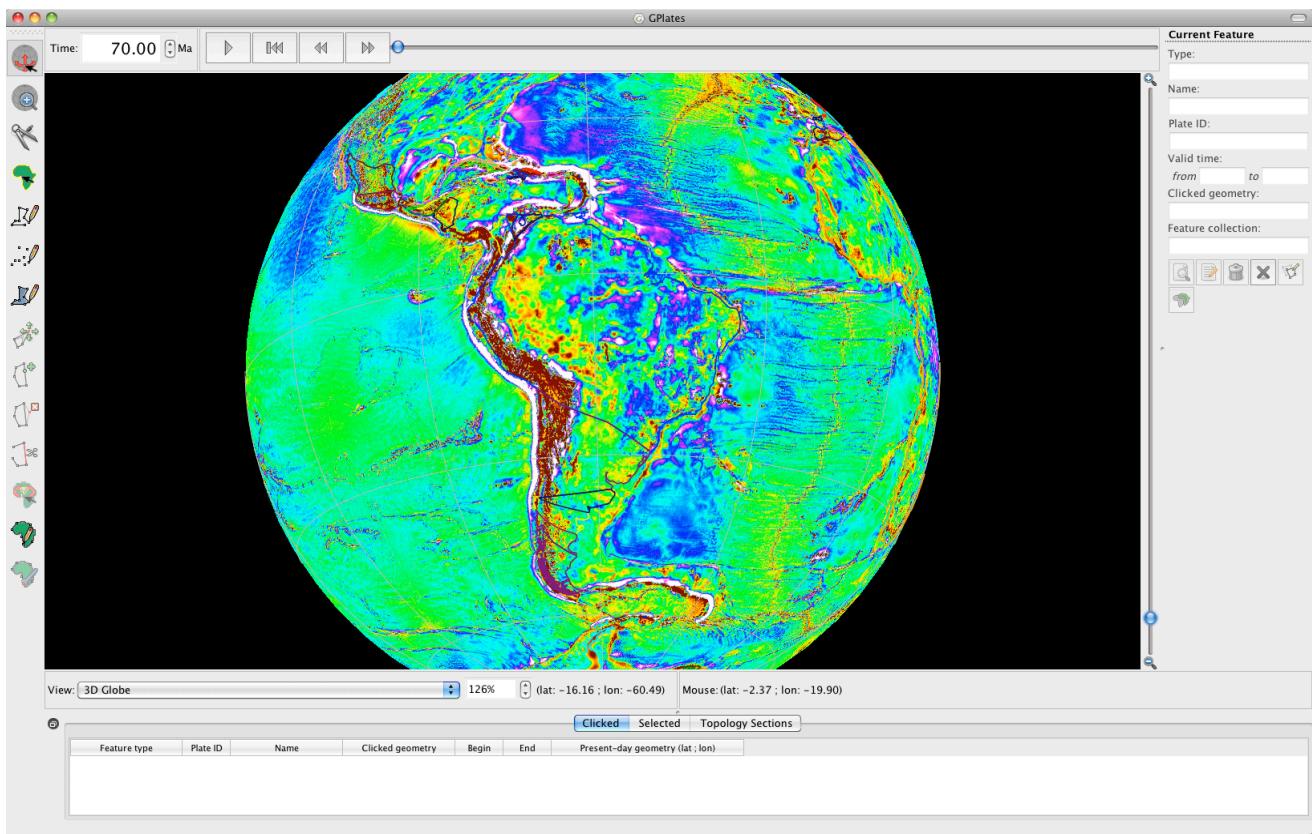 GPlates
Time: 70.00 Ma
Current Feature
Type:
Name:
Plate ID:
Valid time:
from to
Clicked geometry:
Feature collection:
View: 3D Globe 126% (lat: -16.16 ; lon: -60.49) Mouse: (lat: -2.37 ; lon: -19.90)
Clicked Selected Topology Sections
Feature type Plate ID Name Clicked geometry Begin End Present-day geometry (lat ; lon)